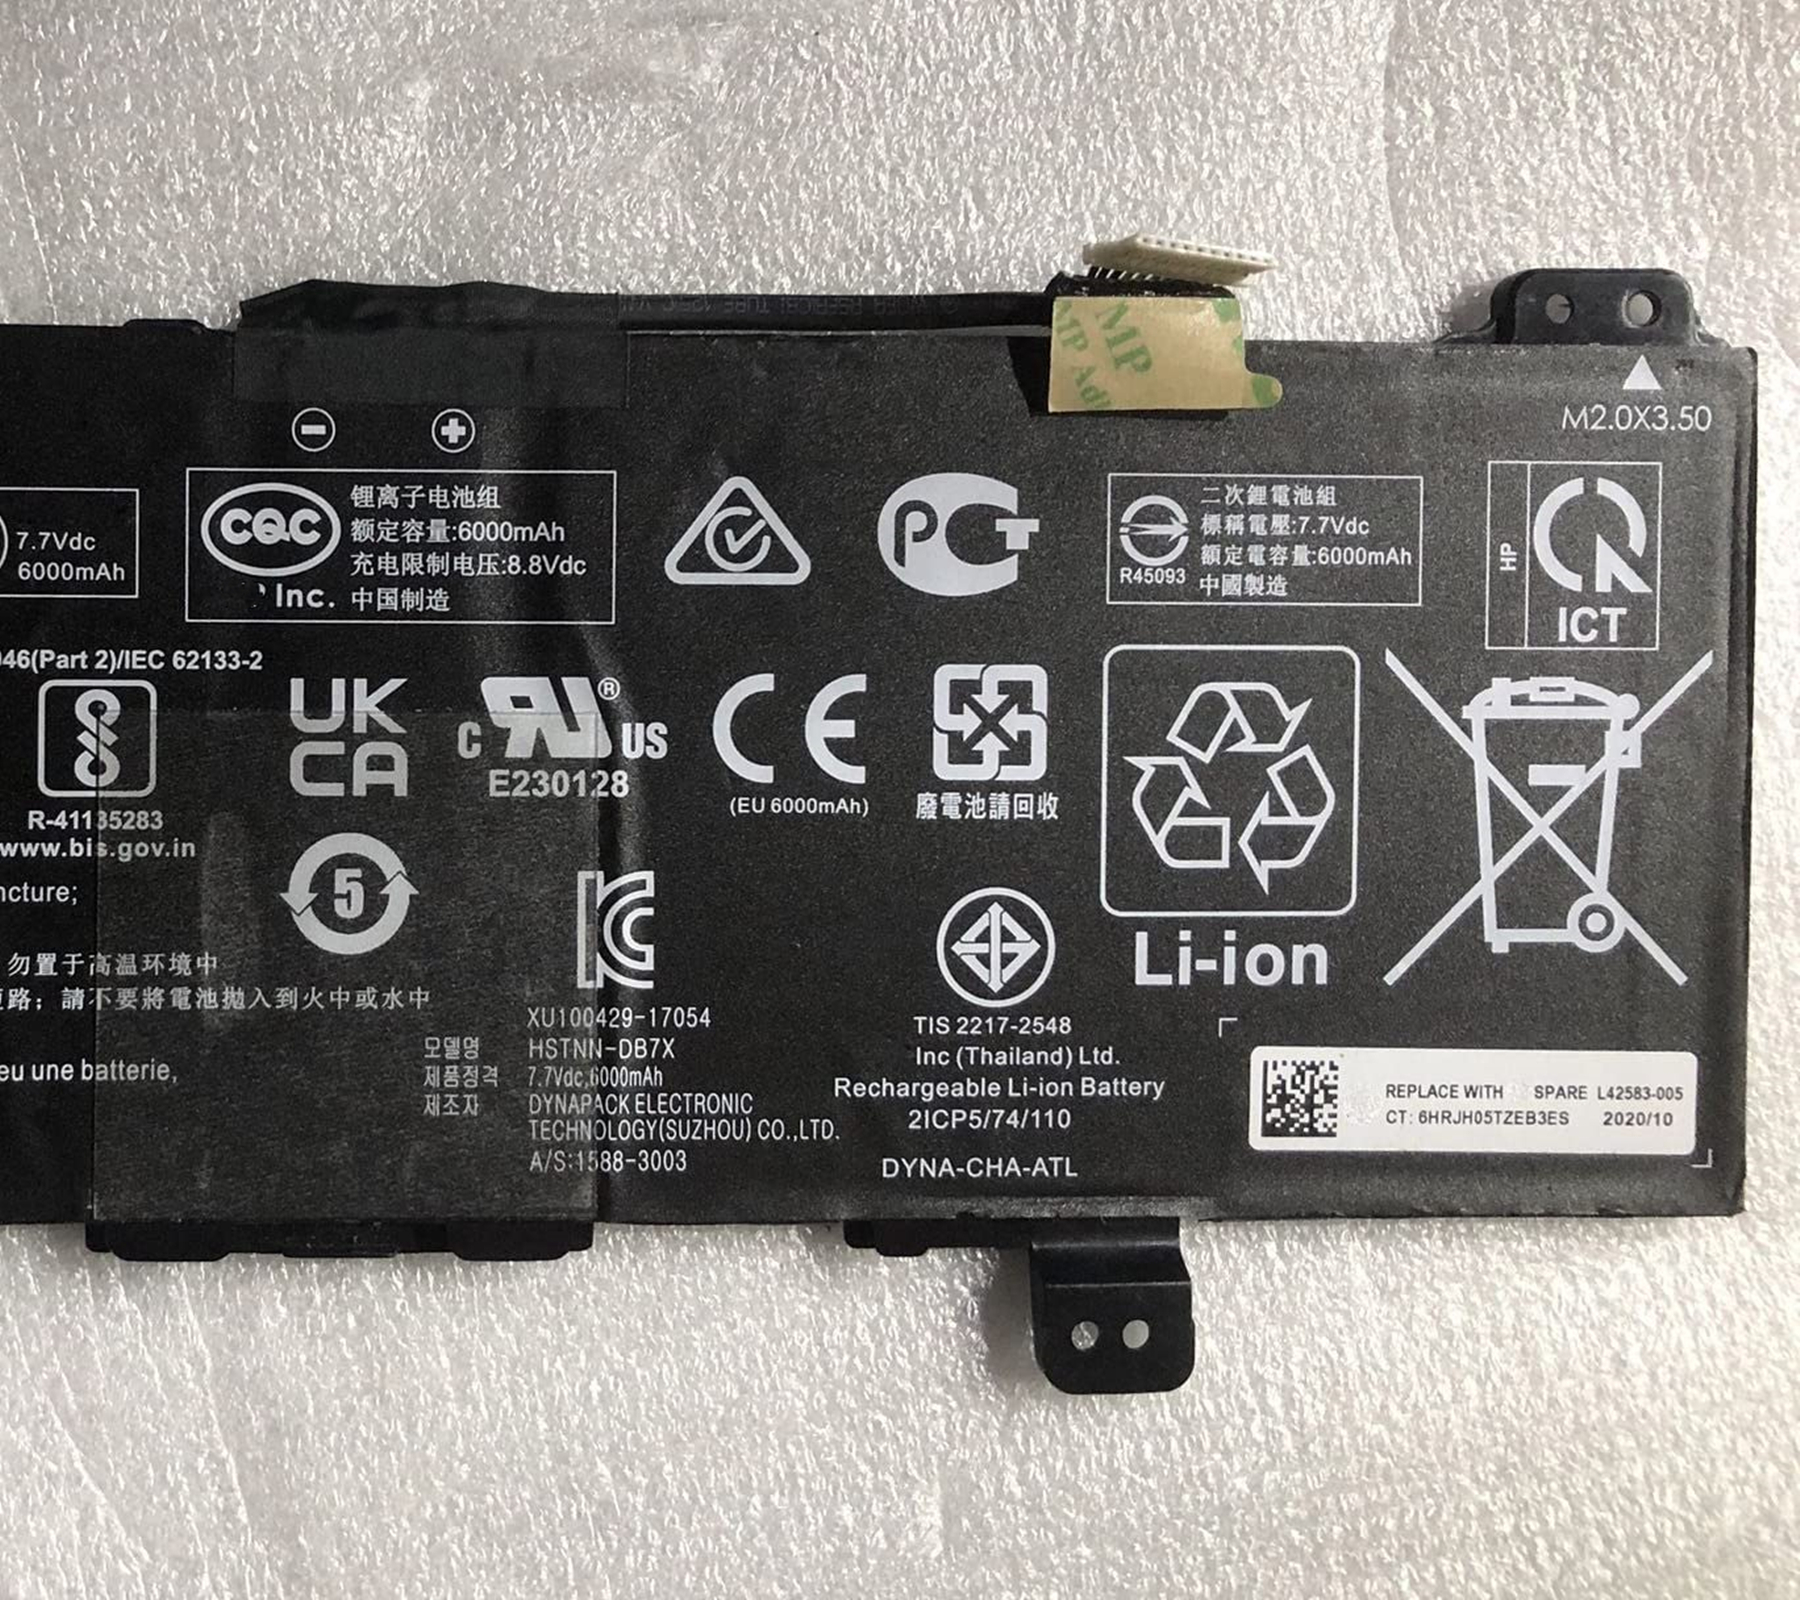 MP
MP Ad
M2.0X3.50
7.7Vdc
6000mAh
CQC
锂离子电池组
额定容量:6000mAh
充电限制电压:8.8Vdc
Inc. 中国制造
PCT
R45093
二次鋰電池組
標稱電壓:7.7Vdc
額定電容量:6000mAh
中國製造
HP
ICT
046(Part 2)/IEC 62133-2
R-41135283
www.bis.gov.in
UK
CA
C UL® US
E230128
CE
(EU 6000mAh)
廢電池請回收
Li-ion
ncture;
5
勿置于高温环境中
路；請不要將電池拋入到火中或水中
eu une batterie,
KC
XU100429-17054
모델명 HSTNN-DB7X
제품정격 7.7Vdc,6000mAh
제조자 DYNAPACK ELECTRONIC
TECHNOLOGY(SUZHOU) CO.,LTD.
A/S:1588-3003
TIS 2217-2548
Inc (Thailand) Ltd.
Rechargeable Li-ion Battery
2ICP5/74/110
DYNA-CHA-ATL
REPLACE WITH SPARE L42583-005
CT: 6HRJH05TZEB3ES 2020/10